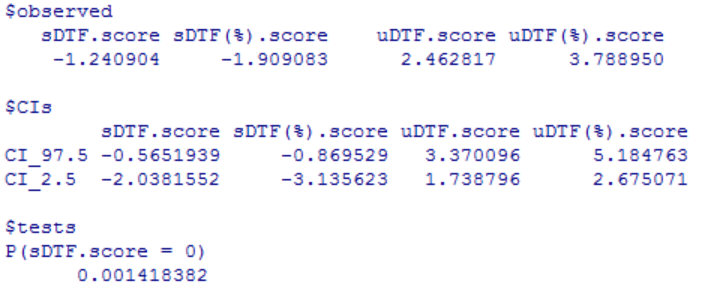 $observed
sDTF.score sDTF(%).score uDTF.score uDTF(%).score
-1.240904 -1.909083 2.462817 3.788950
$CIs
sDTF.score sDTF(%).score uDTF.score uDTF(%).score
CI_97.5 -0.5651939 -0.869529 3.370096 5.184763
CI_2.5 -2.0381552 -3.135623 1.738796 2.675071
$tests
P(sDTF.score = 0)
0.001418382